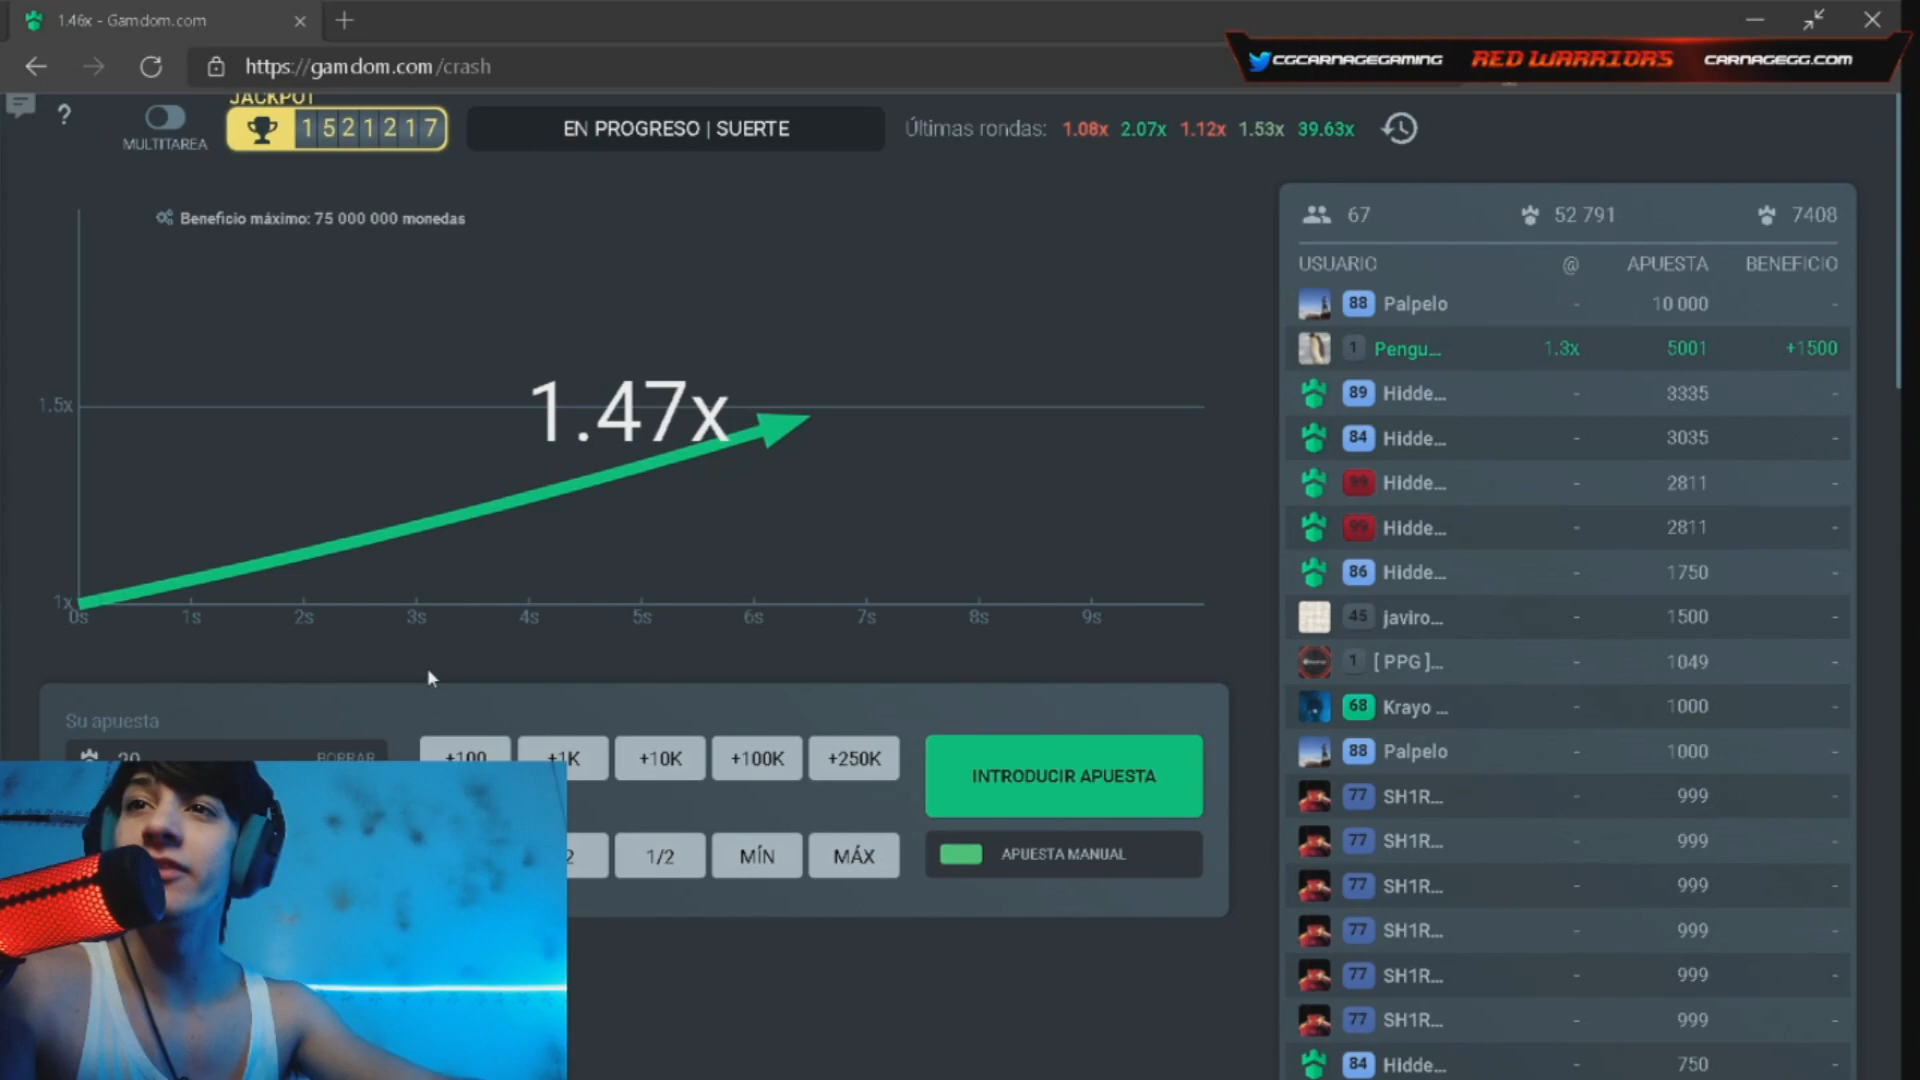 1.46x - Gamdom.com
https://gamdom.com/crash
CGCARNAGEGAMING RED WARRIORS CARNAGEGG.COM
?
MULTITAREA
JACKPOT
1521217
EN PROGRESO | SUERTE
Últimas rondas: 1.08x 2.07x 1.12x 1.53x 39.63x
Beneficio máximo: 75 000 000 monedas
1.5x
1.47x
1x
0s 1s 2s 3s 4s 5s 6s 7s 8s 9s
Su apuesta
20 BORRAR
+100 +1K +10K +100K +250K
INTRODUCIR APUESTA
1/2 MÍN MÁX
APUESTA MANUAL
67 52 791 7408
USUARIO @ APUESTA BENEFICIO
88 Palpelo - 10 000 -
1 Pengu... 1.3x 5001 +1500
89 Hidde... - 3335 -
84 Hidde... - 3035 -
99 Hidde... - 2811 -
99 Hidde... - 2811 -
86 Hidde... - 1750 -
45 javiro... - 1500 -
1 [PPG]... - 1049 -
68 Krayo ... - 1000 -
88 Palpelo - 1000 -
77 SH1R... - 999 -
77 SH1R... - 999 -
77 SH1R... - 999 -
77 SH1R... - 999 -
77 SH1R... - 999 -
77 SH1R... - 999 -
84 Hidde... - 750 -